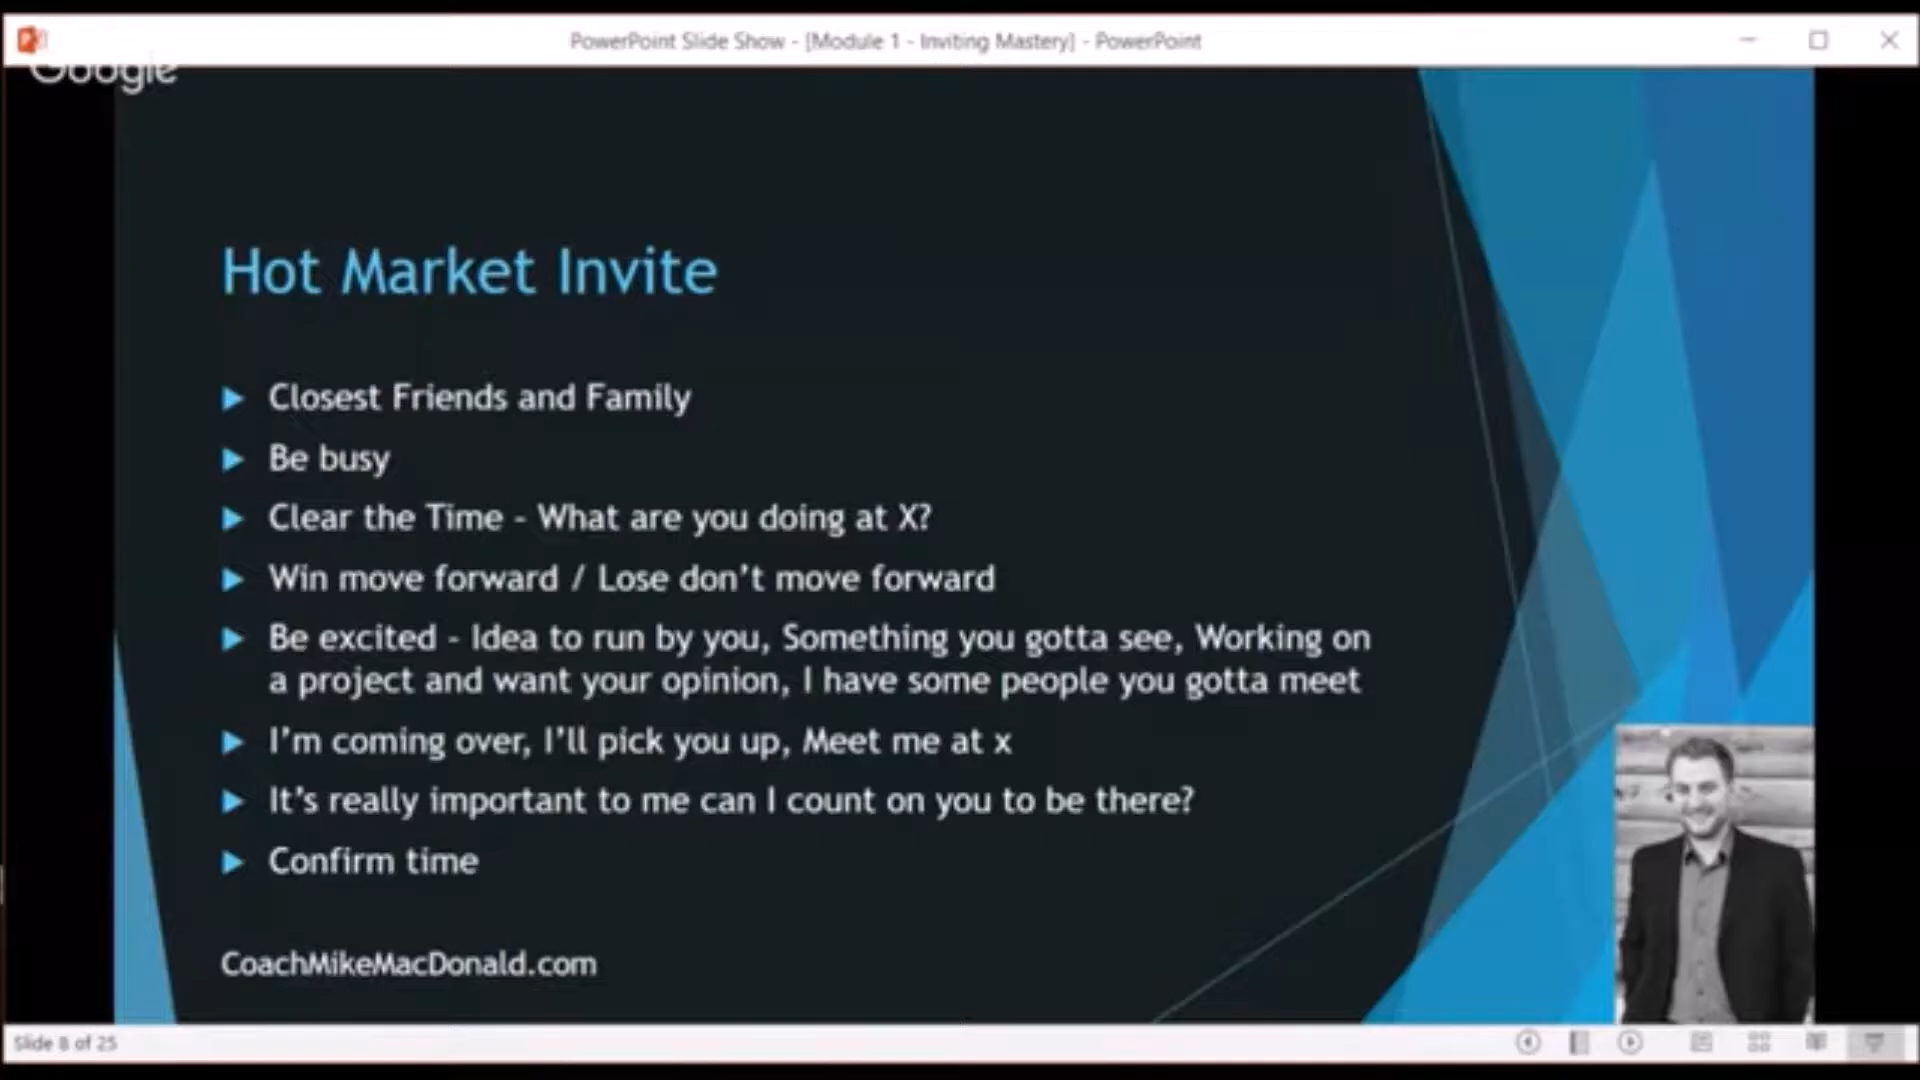 PowerPoint Slide Show - [Module 1 - Inviting Mastery] - PowerPoint
Google
Hot Market Invite
Closest Friends and Family
Be busy
Clear the Time - What are you doing at X?
Win move forward / Lose don't move forward
Be excited - Idea to run by you, Something you gotta see, Working on
a project and want your opinion, I have some people you gotta meet
I'm coming over, I'll pick you up, Meet me at x
It's really important to me can I count on you to be there?
Confirm time
CoachMikeMacDonald.com
Slide 8 of 25